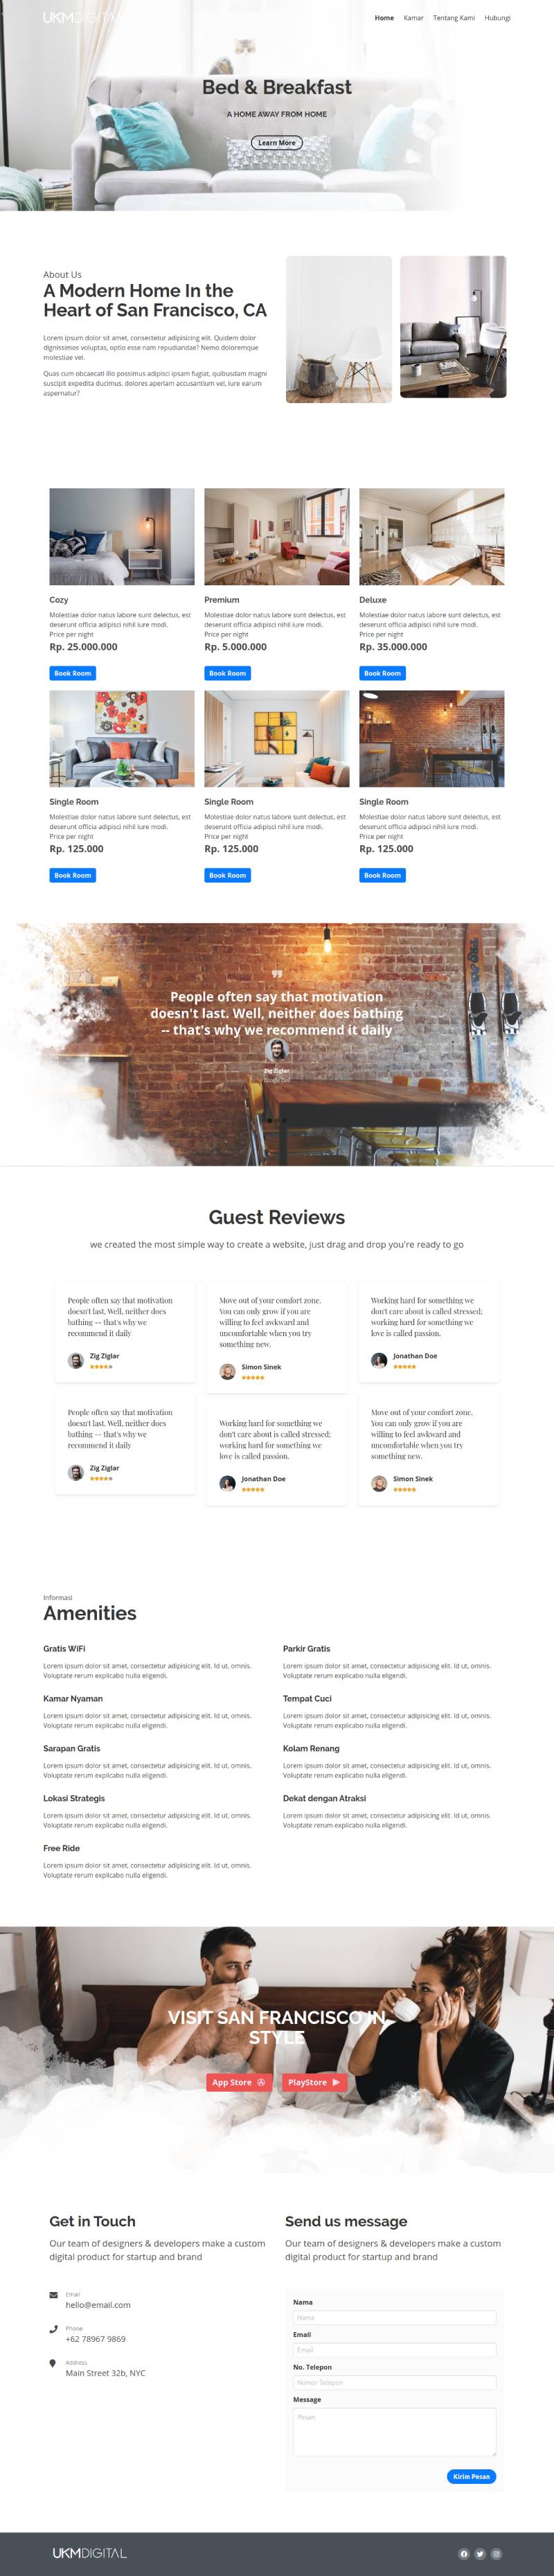 UKMDIGITAL
Home Kamar Tentang Kami Hubungi
Bed & Breakfast
A HOME AWAY FROM HOME
Learn More
About Us
A Modern Home In the
Heart of San Francisco, CA
Lorem ipsum dolor sit amet, consectetur adipisicing elit. Quidem dolor
dignissimos voluptas, optio esse nam repudiandae? Nemo doloremque
molestiae vel.
Quas cum obcaecati illo possimus adipisci ipsam fugiat, quibusdam magni
suscipit expedita ducimus, dolores aperiam accusantium vel, iure earum
aspernatur?
Cozy
Molestiae dolor natus labore sunt delectus, est
deserunt officia adipisci nihil iure modi.
Price per night
Rp. 25.000.000
Book Room
Premium
Molestiae dolor natus labore sunt delectus, est
deserunt officia adipisci nihil iure modi.
Price per night
Rp. 5.000.000
Book Room
Deluxe
Molestiae dolor natus labore sunt delectus, est
deserunt officia adipisci nihil iure modi.
Price per night
Rp. 35.000.000
Book Room
Single Room
Molestiae dolor natus labore sunt delectus, est
deserunt officia adipisci nihil iure modi.
Price per night
Rp. 125.000
Book Room
Single Room
Molestiae dolor natus labore sunt delectus, est
deserunt officia adipisci nihil iure modi.
Price per night
Rp. 125.000
Book Room
Single Room
Molestiae dolor natus labore sunt delectus, est
deserunt officia adipisci nihil iure modi.
Price per night
Rp. 125.000
Book Room
People often say that motivation
doesn't last. Well, neither does bathing
-- that's why we recommend it daily
Zig Ziglar
Google Dev
Guest Reviews
we created the most simple way to create a website, just drag and drop you're ready to go
People often say that motivation
doesn't last. Well, neither does
bathing -- that's why we
recommend it daily
Zig Ziglar
Move out of your comfort zone.
You can only grow if you are
willing to feel awkward and
uncomfortable when you try
something new.
Simon Sinek
Working hard for something we
don't care about is called stressed;
working hard for something we
love is called passion.
Jonathan Doe
People often say that motivation
doesn't last. Well, neither does
bathing -- that's why we
recommend it daily
Zig Ziglar
Working hard for something we
don't care about is called stressed;
working hard for something we
love is called passion.
Jonathan Doe
Move out of your comfort zone.
You can only grow if you are
willing to feel awkward and
uncomfortable when you try
something new.
Simon Sinek
Informasi
Amenities
Gratis WiFi
Lorem ipsum dolor sit amet, consectetur adipisicing elit. Id ut, omnis.
Voluptate rerum explicabo nulla eligendi.
Parkir Gratis
Lorem ipsum dolor sit amet, consectetur adipisicing elit. Id ut, omnis.
Voluptate rerum explicabo nulla eligendi.
Kamar Nyaman
Lorem ipsum dolor sit amet, consectetur adipisicing elit. Id ut, omnis.
Voluptate rerum explicabo nulla eligendi.
Tempat Cuci
Lorem ipsum dolor sit amet, consectetur adipisicing elit. Id ut, omnis.
Voluptate rerum explicabo nulla eligendi.
Sarapan Gratis
Lorem ipsum dolor sit amet, consectetur adipisicing elit. Id ut, omnis.
Voluptate rerum explicabo nulla eligendi.
Kolam Renang
Lorem ipsum dolor sit amet, consectetur adipisicing elit. Id ut, omnis.
Voluptate rerum explicabo nulla eligendi.
Lokasi Strategis
Lorem ipsum dolor sit amet, consectetur adipisicing elit. Id ut, omnis.
Voluptate rerum explicabo nulla eligendi.
Dekat dengan Atraksi
Lorem ipsum dolor sit amet, consectetur adipisicing elit. Id ut, omnis.
Voluptate rerum explicabo nulla eligendi.
Free Ride
Lorem ipsum dolor sit amet, consectetur adipisicing elit. Id ut, omnis.
Voluptate rerum explicabo nulla eligendi.
VISIT SAN FRANCISCO IN
STYLE
App Store PlayStore
Get in Touch
Our team of designers & developers make a custom
digital product for startup and brand
Email
hello@email.com
Phone
+62 78967 9869
Address
Main Street 32b, NYC
Send us message
Our team of designers & developers make a custom
digital product for startup and brand
Nama
Nama
Email
Email
No. Telepon
Nomor Telepon
Message
Pesan
Kirim Pesan
UKMDIGITAL